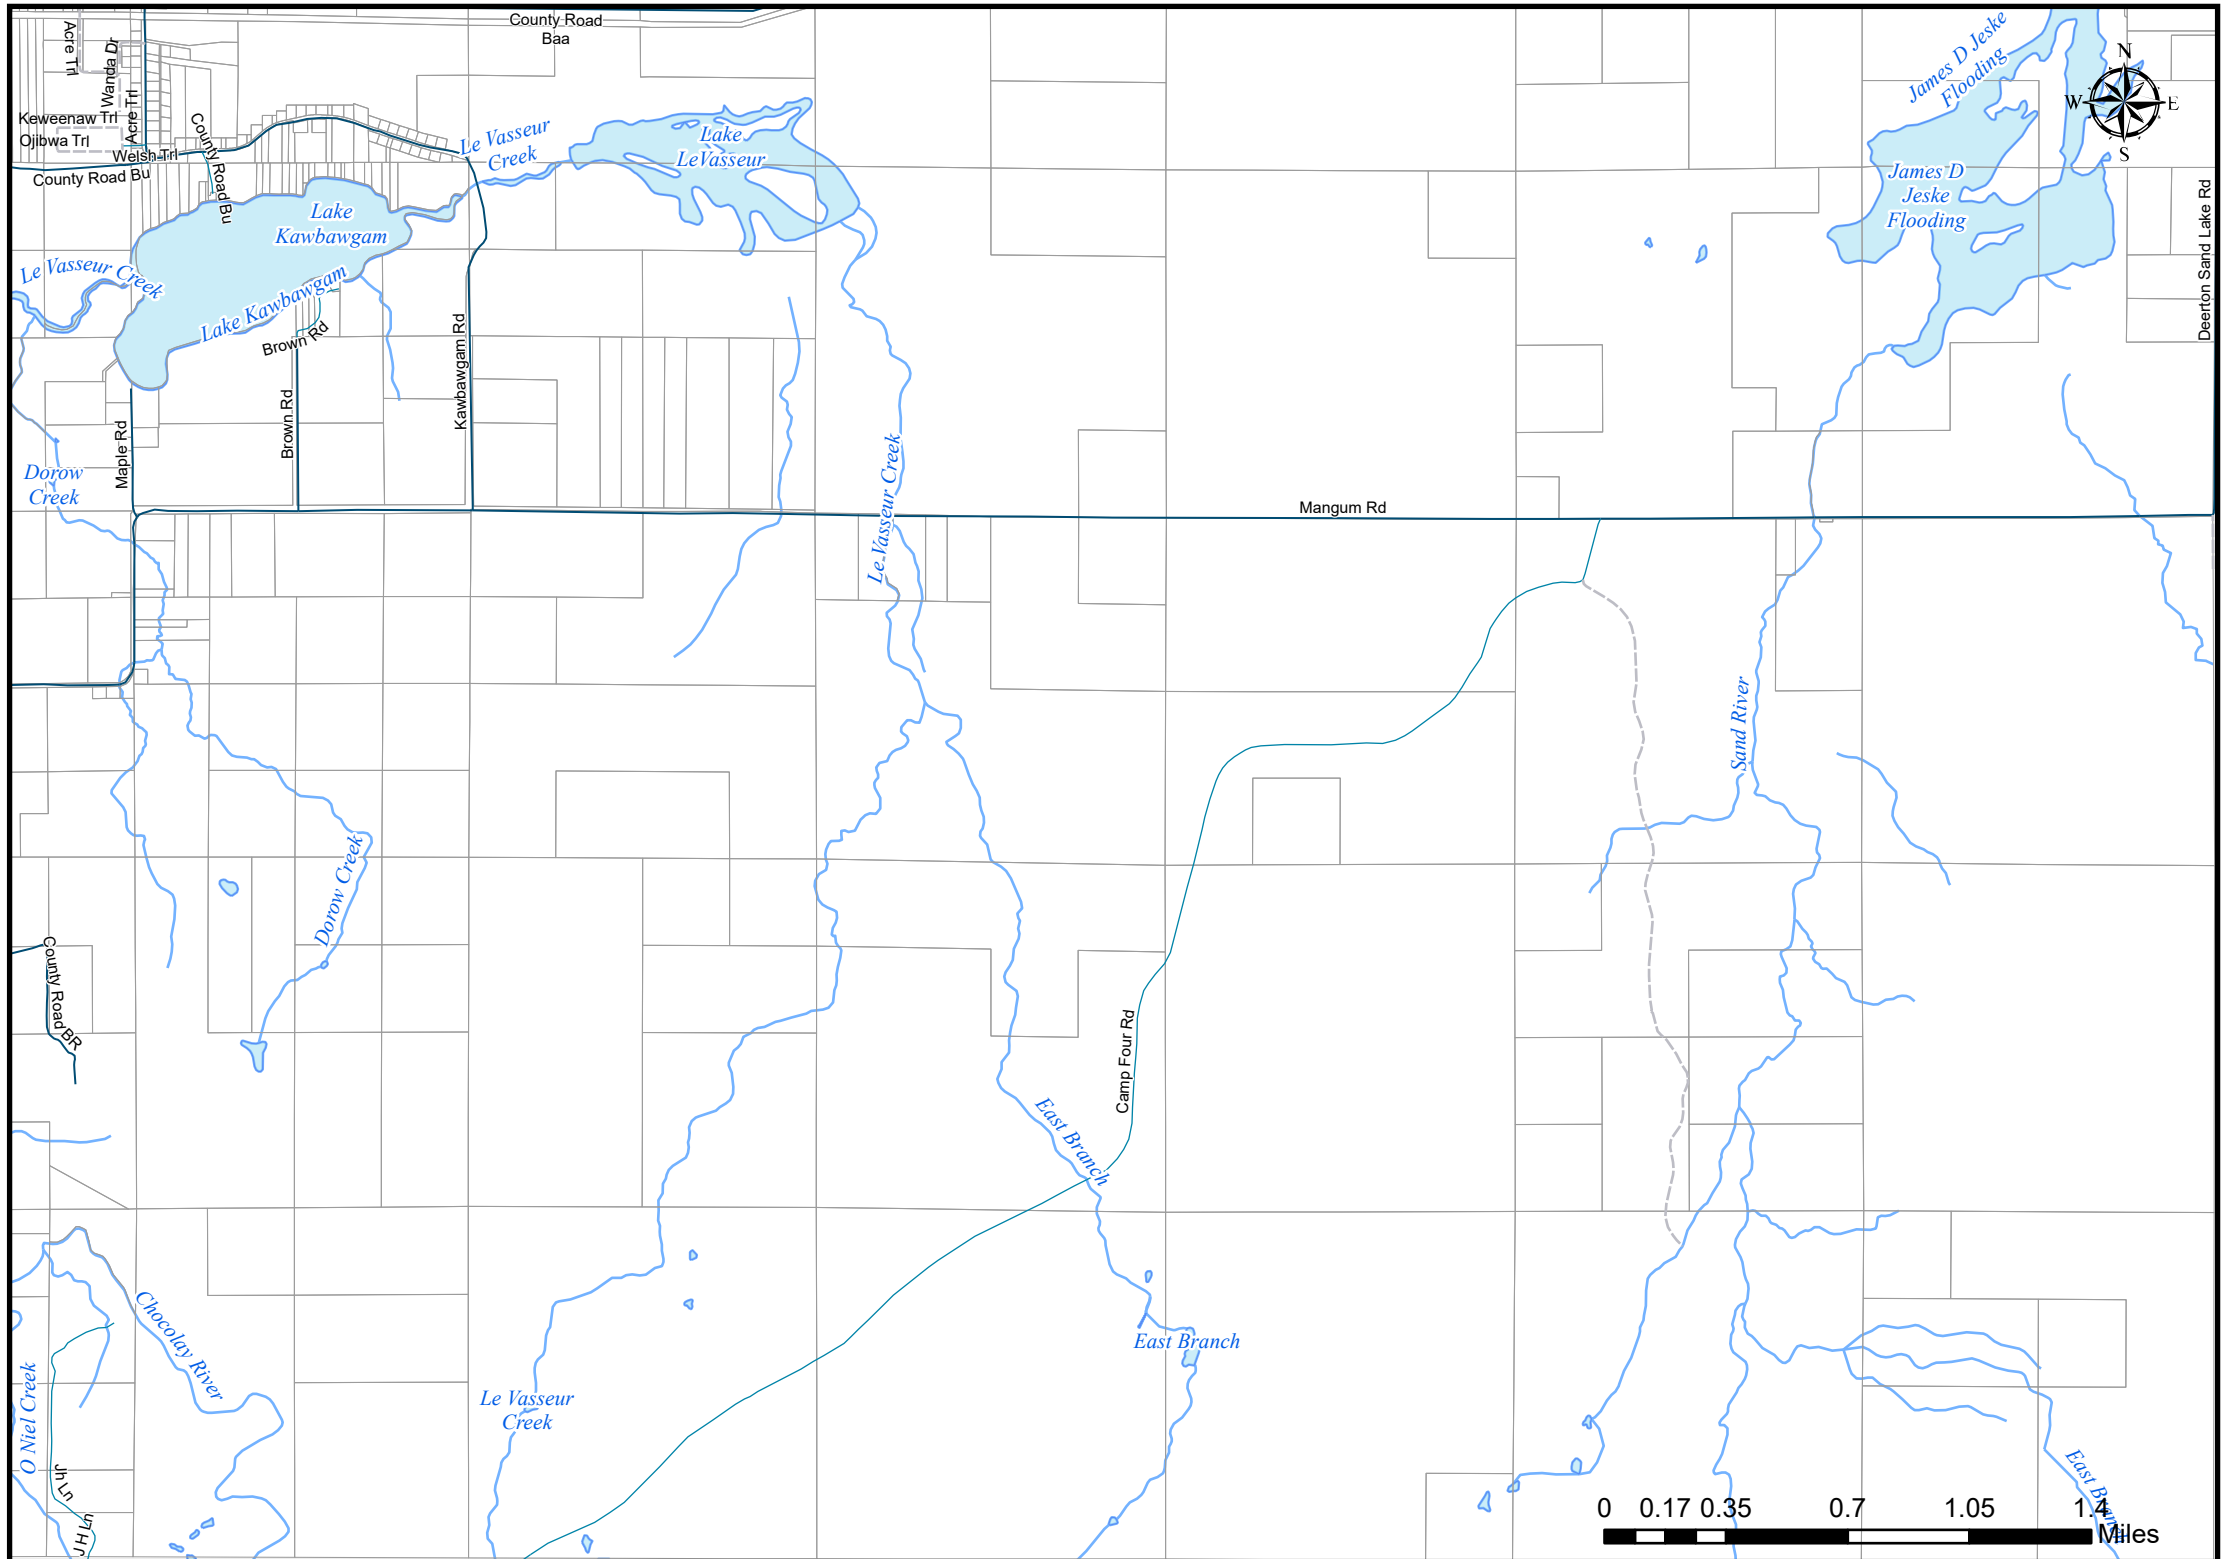 County Road
Baa
Acre Trl
Wanda Dr
James D Jeske
Flooding
N
W
E
S
Keweenaw Trl
Acre Trl
Ojibwa Trl
Welsh Trl
County Road Bu
County Road Bu
Le Vasseur
Creek
Lake
LeVasseur
James D
Jeske
Flooding
Deerton Sand Lake Rd
Lake
Kawbawgam
Le Vasseur Creek
Lake Kawbawgam
Brown Rd
Kawbawgam Rd
Brown Rd
Maple Rd
Dorow
Creek
Le Vasseur Creek
Mangum Rd
Sand River
Dorow Creek
County Road BR
Camp Four Rd
East Branch
Chocolay River
East Branch
O Niel Creek
Le Vasseur
Creek
Jh Ln
J H Ln
East Branch
0 0.17 0.35 0.7 1.05 1.4
Miles